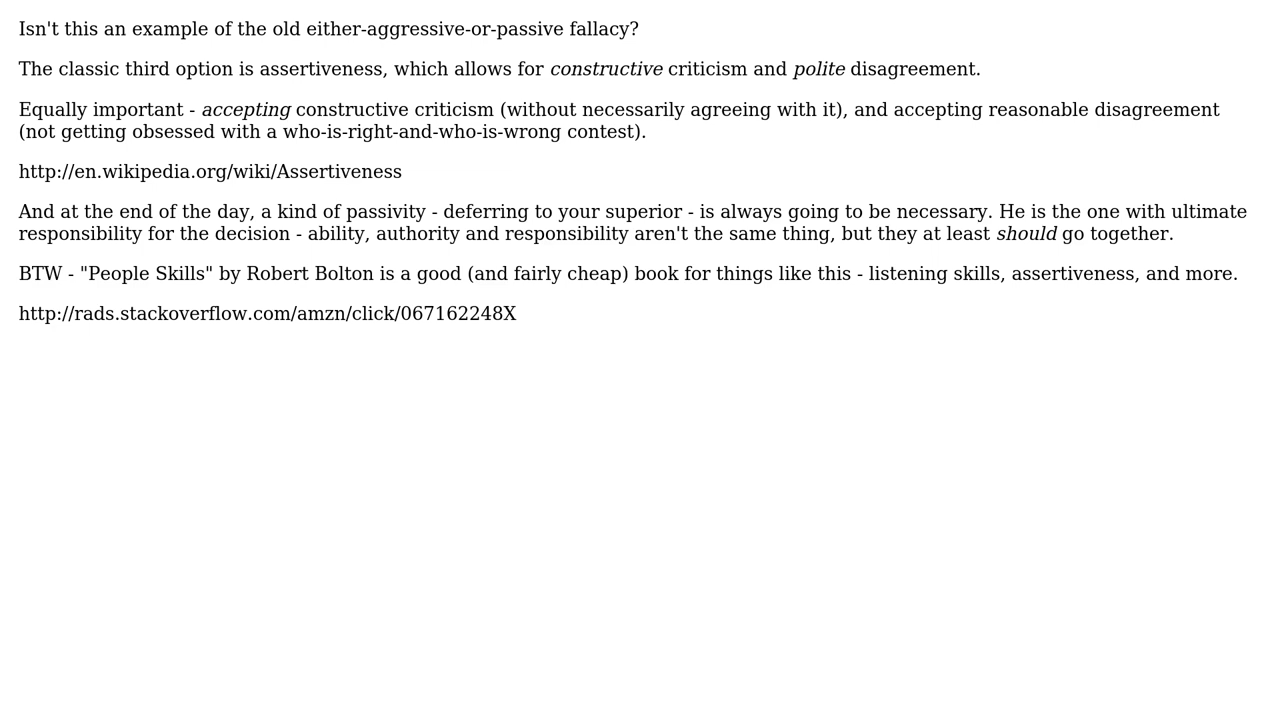 Isn't this an example of the old either-aggressive-or-passive fallacy?
The classic third option is assertiveness, which allows for constructive criticism and polite disagreement.
Equally important - accepting constructive criticism (without necessarily agreeing with it), and accepting reasonable disagreement
(not getting obsessed with a who-is-right-and-who-is-wrong contest).
http://en.wikipedia.org/wiki/Assertiveness
And at the end of the day, a kind of passivity - deferring to your superior - is always going to be necessary. He is the one with ultimate
responsibility for the decision - ability, authority and responsibility aren't the same thing, but they at least should go together.
BTW - "People Skills" by Robert Bolton is a good (and fairly cheap) book for things like this - listening skills, assertiveness, and more.
http://rads.stackoverflow.com/amzn/click/067162248X